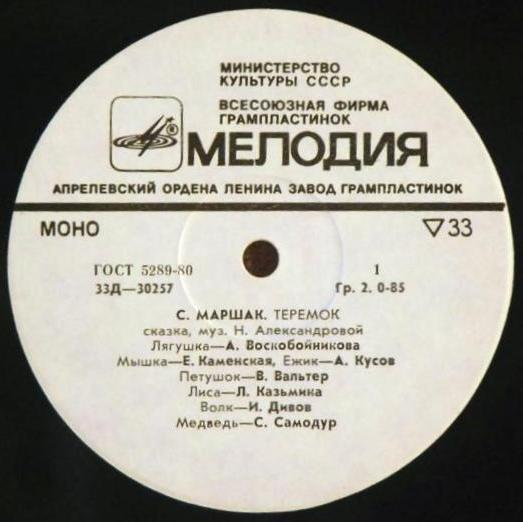 МИНИСТЕРСТВО
КУЛЬТУРЫ СССР
ВСЕСОЮЗНАЯ ФИРМА
ГРАМПЛАСТИНОК
® МЕЛОДИЯ
АПРЕЛЕВСКИЙ ОРДЕНА ЛЕНИНА ЗАВОД ГРАМПЛАСТИНОК
МОНО ▽33
ГОСТ 5289-80 1
33Д—30257 Гр. 2. 0-85
С. МАРШАК. ТЕРЕМОК
сказка, муз. Н. Александровой
Лягушка—А. Воскобойникова
Мышка—Е. Каменская, Ежик—А. Кусов
Петушок—В. Вальтер
Лиса—Л. Казьмина
Волк—И. Дивов
Медведь—С. Самодур